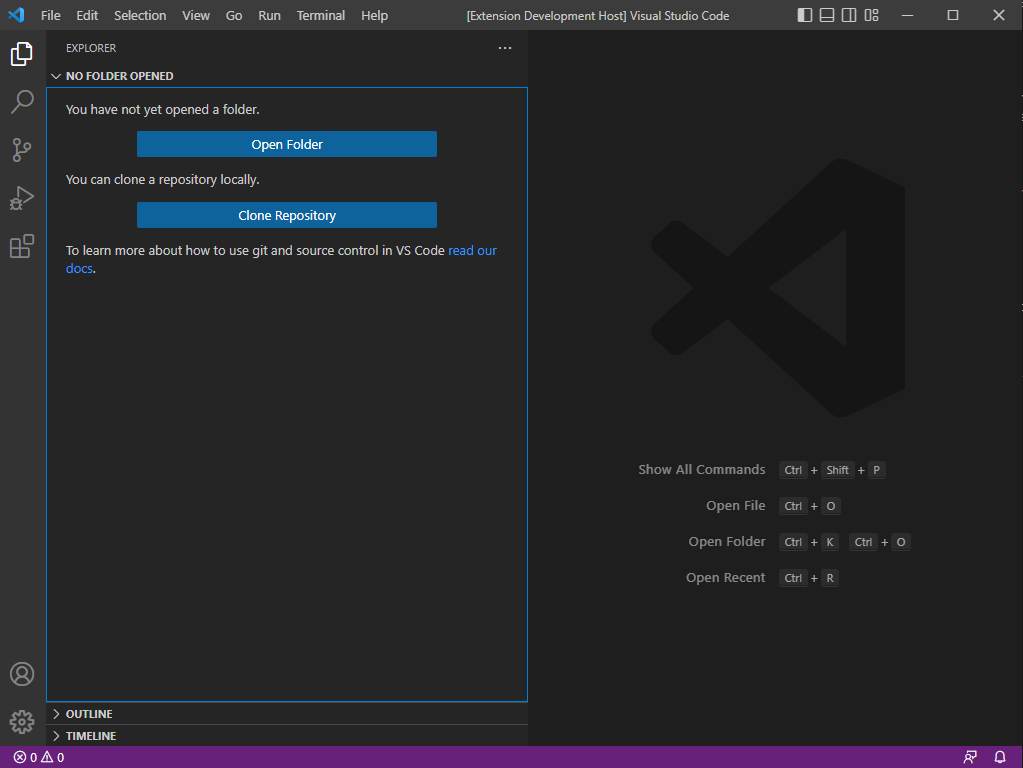 File Edit Selection View Go Run Terminal Help [Extension Development Host] Visual Studio Code
EXPLORER
NO FOLDER OPENED
You have not yet opened a folder.
Open Folder
You can clone a repository locally.
Clone Repository
To learn more about how to use git and source control in VS Code read our
docs.
Show All Commands Ctrl + Shift + P
Open File Ctrl + O
Open Folder Ctrl + K Ctrl + O
Open Recent Ctrl + R
OUTLINE
TIMELINE
0 0